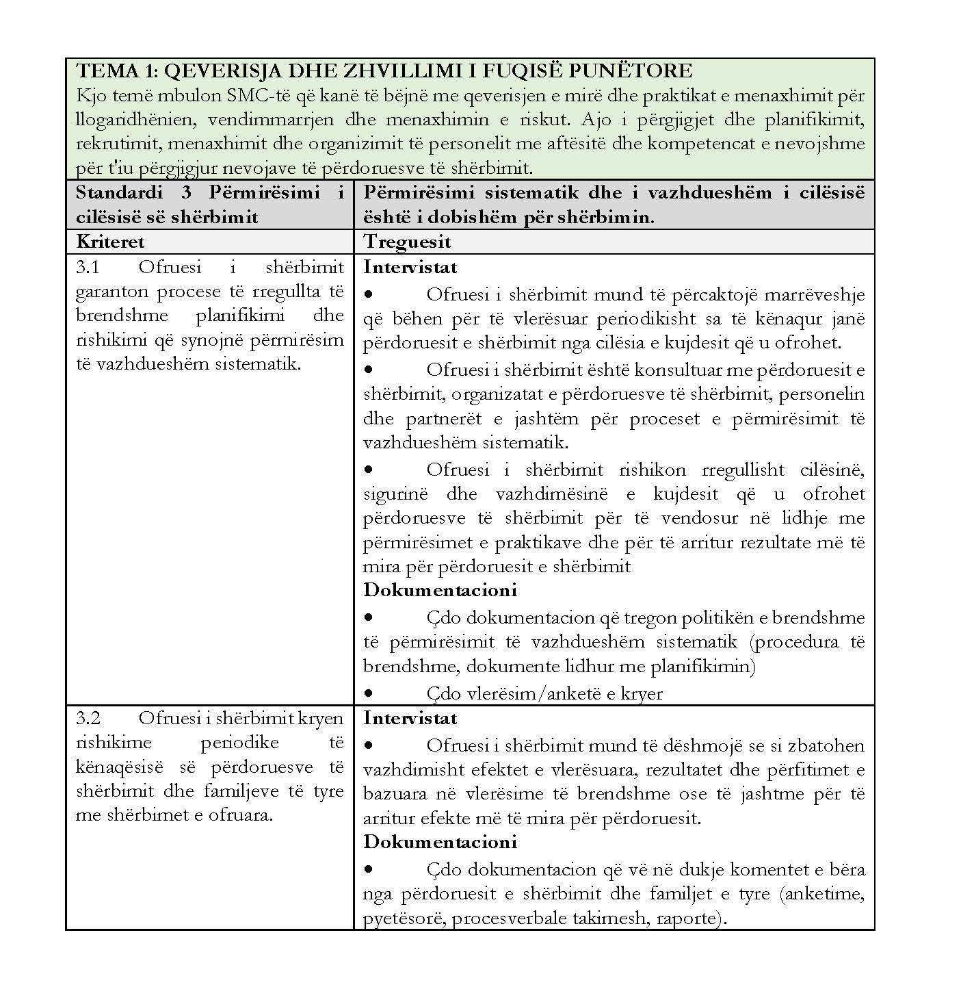 TEMA 1: QEVERISJA DHE ZHVILLIMI I FUQISË PUNËTORE
Kjo temë mbulon SMC-të që kanë të bëjnë me qeverisjen e mirë dhe praktikat e menaxhimit për
llogaridhënien, vendimmarrjen dhe menaxhimin e riskut. Ajo i përgjigjet dhe planifikimit,
rekrutimit, menaxhimit dhe organizimit të personelit me aftësitë dhe kompetencat e nevojshme
për t'iu përgjigjur nevojave të përdoruesve të shërbimit.
Standardi 3 Përmirësimi i
cilësisë së shërbimit
Përmirësimi sistematik dhe i vazhdueshëm i cilësisë
është i dobishëm për shërbimin.
Kriteret
Treguesit
3.1 Ofruesi i shërbimit
garanton procese të rregullta të
brendshme planifikimi dhe
rishikimi që synojnë përmirësim
të vazhdueshëm sistematik.
Intervistat
• Ofruesi i shërbimit mund të përcaktojë marrëveshje
që bëhen për të vlerësuar periodikisht sa të kënaqur janë
përdoruesit e shërbimit nga cilësia e kujdesit që u ofrohet.
• Ofruesi i shërbimit është konsultuar me përdoruesit e
shërbimit, organizatat e përdoruesve të shërbimit, personelin
dhe partnerët e jashtëm për proceset e përmirësimit të
vazhdueshëm sistematik.
• Ofruesi i shërbimit rishikon rregullisht cilësinë,
sigurinë dhe vazhdimësinë e kujdesit që u ofrohet
përdoruesve të shërbimit për të vendosur në lidhje me
përmirësimet e praktikave dhe për të arritur rezultate më të
mira për përdoruesit e shërbimit
Dokumentacioni
• Çdo dokumentacion që tregon politikën e brendshme
të përmirësimit të vazhdueshëm sistematik (procedura të
brendshme, dokumente lidhur me planifikimin)
• Çdo vlerësim/anketë e kryer
3.2 Ofruesi i shërbimit kryen
rishikime periodike të
kënaqësisë së përdoruesve të
shërbimit dhe familjeve të tyre
me shërbimet e ofruara.
Intervistat
• Ofruesi i shërbimit mund të dëshmojë se si zbatohen
vazhdimisht efektet e vlerësuara, rezultatet dhe përfitimet e
bazuara në vlerësime të brendshme ose të jashtme për të
arritur efekte më të mira për përdoruesit.
Dokumentacioni
• Çdo dokumentacion që vë në dukje komentet e bëra
nga përdoruesit e shërbimit dhe familjet e tyre (anketime,
pyetësorë, procesverbale takimesh, raporte).